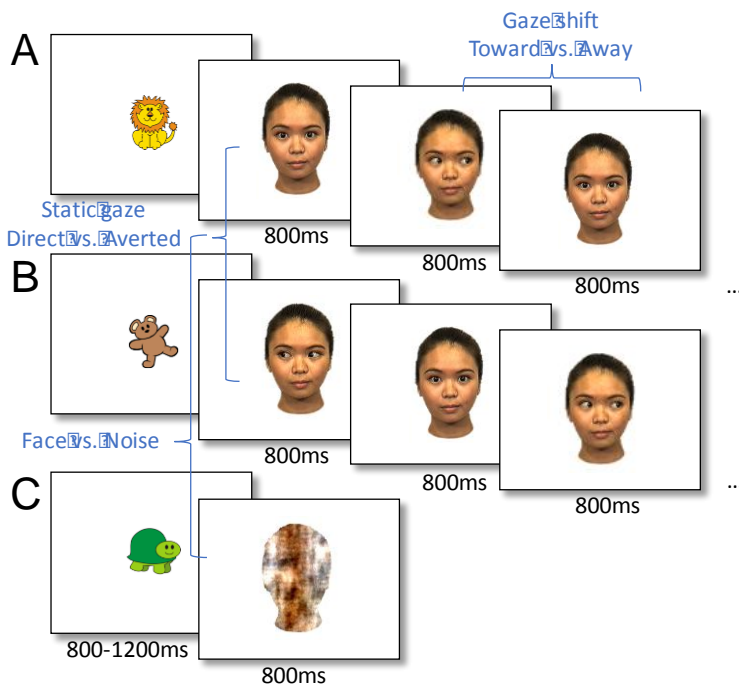 Gaze shift
Toward vs. Away
A
800ms
800ms
800ms
...
Static gaze
Direct vs. Averted
B
800ms
800ms
800ms
...
Face vs. Noise
C
800-1200ms
800ms